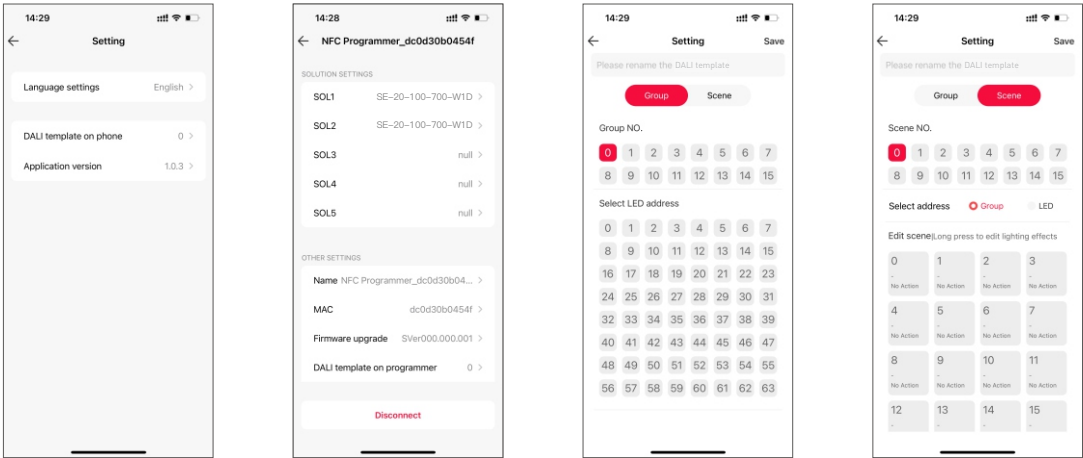 14:29
Setting
Language settings English >
DALI template on phone 0 >
Application version 1.0.3 >
14:28
NFC Programmer_dc0d30b0454f
SOLUTION SETTINGS
SOL1 SE-20-100-700-W1D >
SOL2 SE-20-100-700-W1D >
SOL3 null >
SOL4 null >
SOL5 null >
OTHER SETTINGS
Name NFC Programmer_dc0d30b04... >
MAC dc0d30b0454f >
Firmware upgrade SVer000.000.001 >
DALI template on programmer 0 >
Disconnect
14:29
Setting Save
Please rename the DALI template
Group Scene
Group NO.
0 1 2 3 4 5 6 7
8 9 10 11 12 13 14 15
Select LED address
0 1 2 3 4 5 6 7
8 9 10 11 12 13 14 15
16 17 18 19 20 21 22 23
24 25 26 27 28 29 30 31
32 33 34 35 36 37 38 39
40 41 42 43 44 45 46 47
48 49 50 51 52 53 54 55
56 57 58 59 60 61 62 63
14:29
Setting Save
Please rename the DALI template
Group Scene
Scene NO.
0 1 2 3 4 5 6 7
8 9 10 11 12 13 14 15
Select address Group LED
Edit scene|Long press to edit lighting effects
0 1 2 3
- - - -
No Action No Action No Action No Action
4 5 6 7
- - - -
No Action No Action No Action No Action
8 9 10 11
- - - -
No Action No Action No Action No Action
12 13 14 15
- - - -